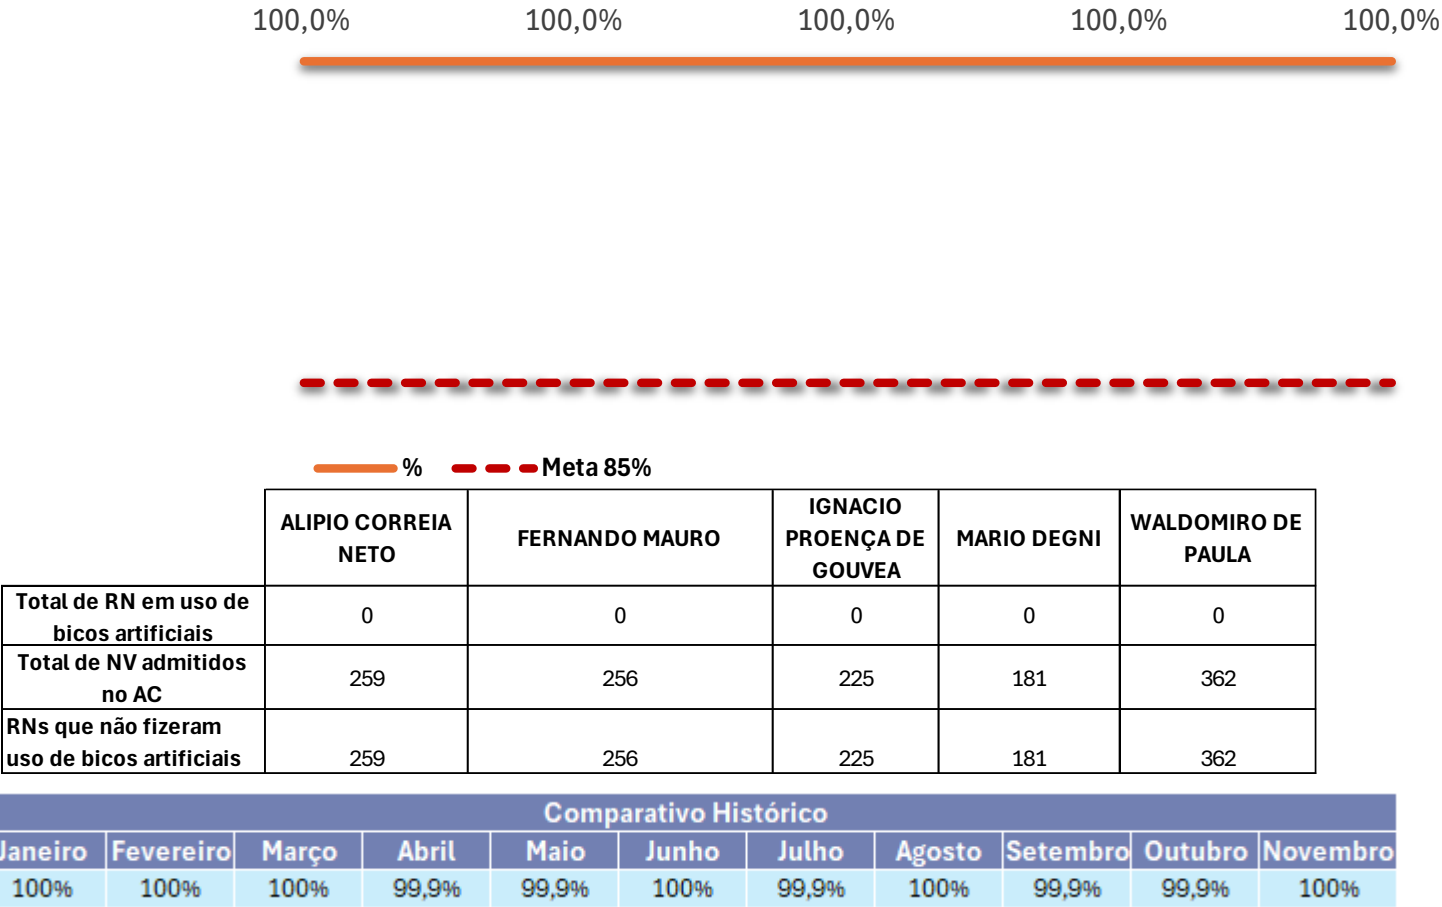 100,0% 100,0% 100,0% 100,0% 100,0%
% Meta 85%
ALIPIO CORREIA NETO
FERNANDO MAURO
IGNACIO PROENÇA DE GOUVEA
MARIO DEGNI
WALDOMIRO DE PAULA
Total de RN em uso de bicos artificiais 0 0 0 0 0
Total de NV admitidos no AC 259 256 225 181 362
RNs que não fizeram uso de bicos artificiais 259 256 225 181 362
Comparativo Histórico
Janeiro Fevereiro Março Abril Maio Junho Julho Agosto Setembro Outubro Novembro
100% 100% 100% 99,9% 99,9% 100% 99,9% 100% 99,9% 99,9% 100%